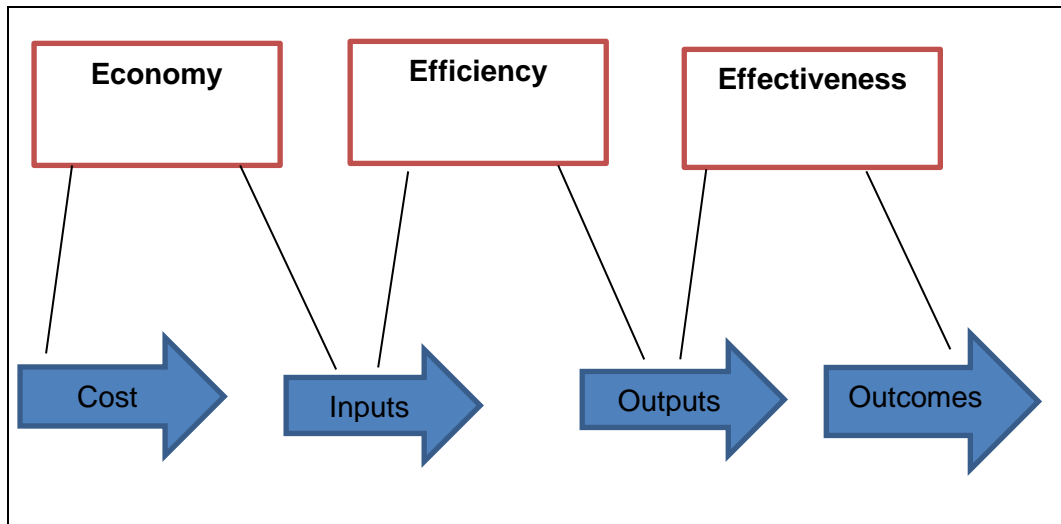 Economy
Efficiency
Effectiveness
Cost
Inputs
Outputs
Outcomes